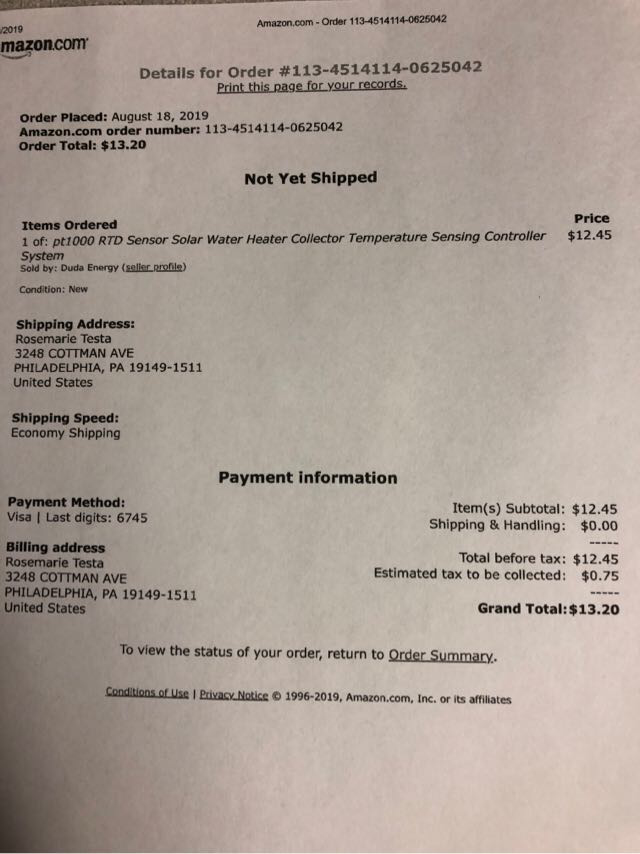 /2019
Amazon.com - Order 113-4514114-0625042
mazon.com
Details for Order #113-4514114-0625042
Print this page for your records.
Order Placed: August 18, 2019
Amazon.com order number: 113-4514114-0625042
Order Total: $13.20
Not Yet Shipped
Items Ordered Price
1 of: pt1000 RTD Sensor Solar Water Heater Collector Temperature Sensing Controller $12.45
System
Sold by: Duda Energy (seller profile)
Condition: New
Shipping Address:
Rosemarie Testa
3248 COTTMAN AVE
PHILADELPHIA, PA 19149-1511
United States
Shipping Speed:
Economy Shipping
Payment information
Payment Method:
Visa | Last digits: 6745
Billing address
Rosemarie Testa
3248 COTTMAN AVE
PHILADELPHIA, PA 19149-1511
United States
Item(s) Subtotal: $12.45
Shipping & Handling: $0.00
-----
Total before tax: $12.45
Estimated tax to be collected: $0.75
-----
Grand Total: $13.20
To view the status of your order, return to Order Summary.
Conditions of Use | Privacy Notice © 1996-2019, Amazon.com, Inc. or its affiliates